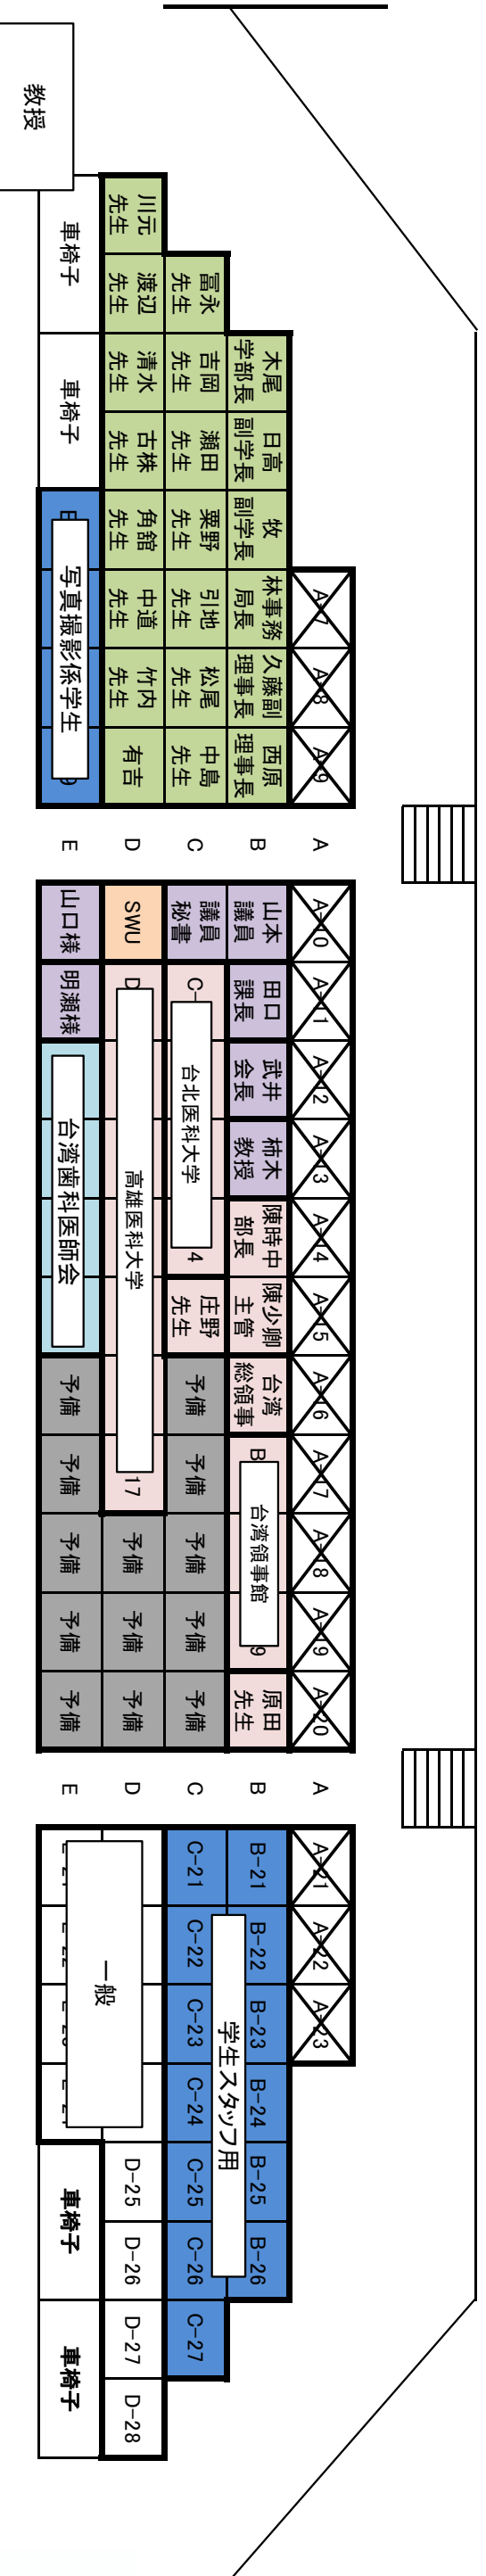 A-7
A-8
A-9
A
A-10
A-11
A-12
A-13
A-14
A-15
A-16
A-17
A-18
A-19
A-20
A
A-21
A-22
A-23
木尾
学部長
日高
副学長
牧
副学長
林事務
局長
久藤副
理事長
西原
理事長
B
山本
議員
田口
課長
武井
会長
柿木
教授
陳時中
部長
陳少卿
主管
台湾
総領事
B
台湾領事館
9
原田
先生
B
B-21
B-22
B-23
B-24
B-25
B-26
学生スタッフ用
冨永
先生
吉岡
先生
瀬田
先生
粟野
先生
引地
先生
松尾
先生
中島
先生
C
議員
秘書
C-
台北医科大学
4
庄野
先生
予備
予備
予備
予備
予備
C
C-21
C-22
C-23
C-24
C-25
C-26
C-27
川元
先生
渡辺
先生
清水
先生
古株
先生
角舘
先生
中道
先生
竹内
先生
有吉
D
SWU
D
高雄医科大学
17
予備
予備
予備
D
一般
D-25
D-26
D-27
D-28
教授
車椅子
車椅子
写真撮影係学生
9
E
山口様
明瀬様
台湾歯科医師会
予備
予備
予備
予備
予備
E
車椅子
車椅子